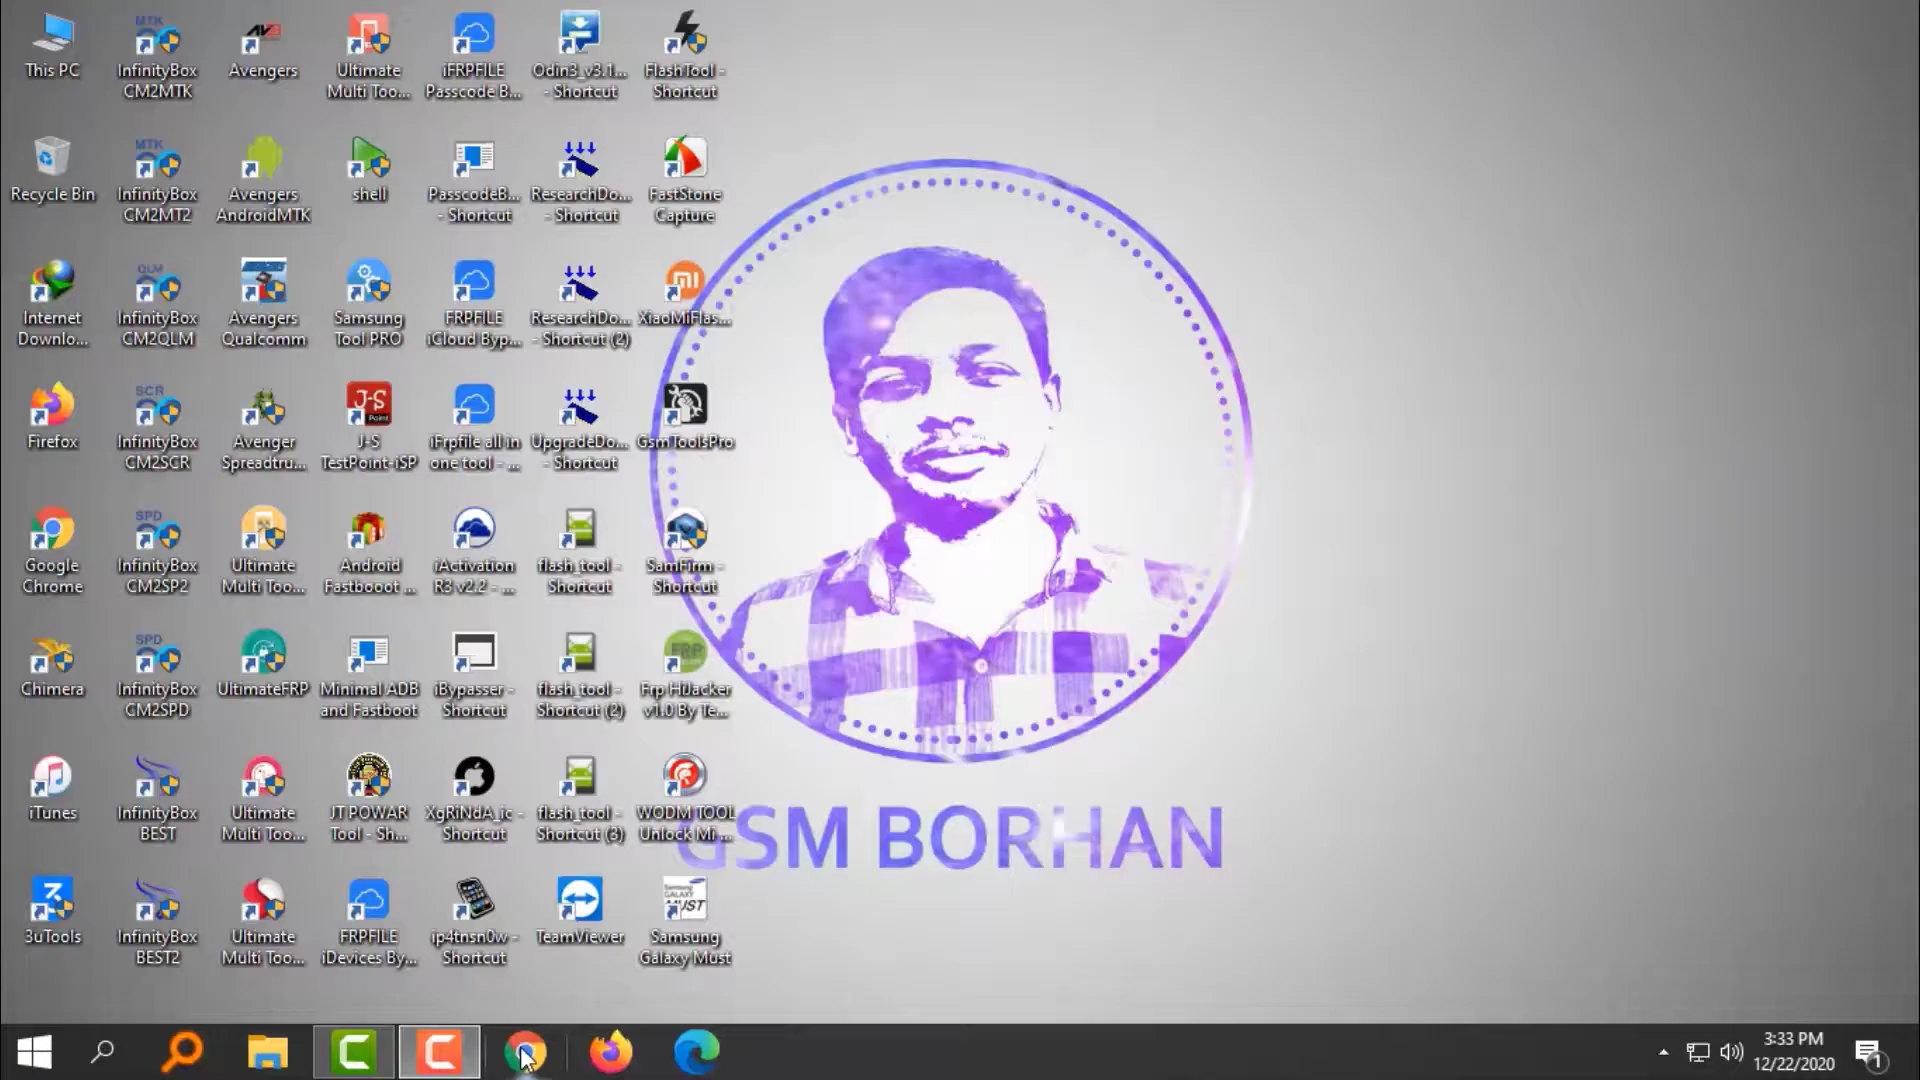 This PC
InfinityBox
CM2MTK
Avengers
Ultimate
Multi Too...
iFRPFILE
Passcode B...
Odin3_v3.1...
- Shortcut
FlashTool -
Shortcut
Recycle Bin
InfinityBox
CM2MT2
Avengers
AndroidMTK
shell
PasscodeB...
- Shortcut
ResearchDo...
- Shortcut
FastStone
Capture
Internet
Downlo...
InfinityBox
CM2QLM
Avengers
Qualcomm
Samsung
Tool PRO
FRPFILE
iCloud Byp...
ResearchDo...
- Shortcut (2)
XiaoMiFlas...
Firefox
InfinityBox
CM2SCR
Avenger
Spreadtru...
J-S
TestPoint-iSP
iFrpfile all in
one tool - ...
UpgradeDo...
- Shortcut
GsmToolsPro
Google
Chrome
InfinityBox
CM2SP2
Ultimate
Multi Too...
Android
Fastbooot ...
iActivation
R3 v2.2 - ...
flash_tool -
Shortcut
SamFirm -
Shortcut
Chimera
InfinityBox
CM2SPD
UltimateFRP
Minimal ADB
and Fastboot
iBypasser -
Shortcut
flash_tool -
Shortcut (2)
Frp HiJacker
v1.0 By Te...
iTunes
InfinityBox
BEST
Ultimate
Multi Too...
JT POWAR
Tool - Sh...
XgRiNdA_ic -
Shortcut
flash_tool -
Shortcut (3)
WODM TOOL
Unlock Mi ...
3uTools
InfinityBox
BEST2
Ultimate
Multi Too...
FRPFILE
iDevices By...
ip4tnsn0w -
Shortcut
TeamViewer
Samsung
Galaxy Must
GSM BORHAN
3:33 PM
12/22/2020
1